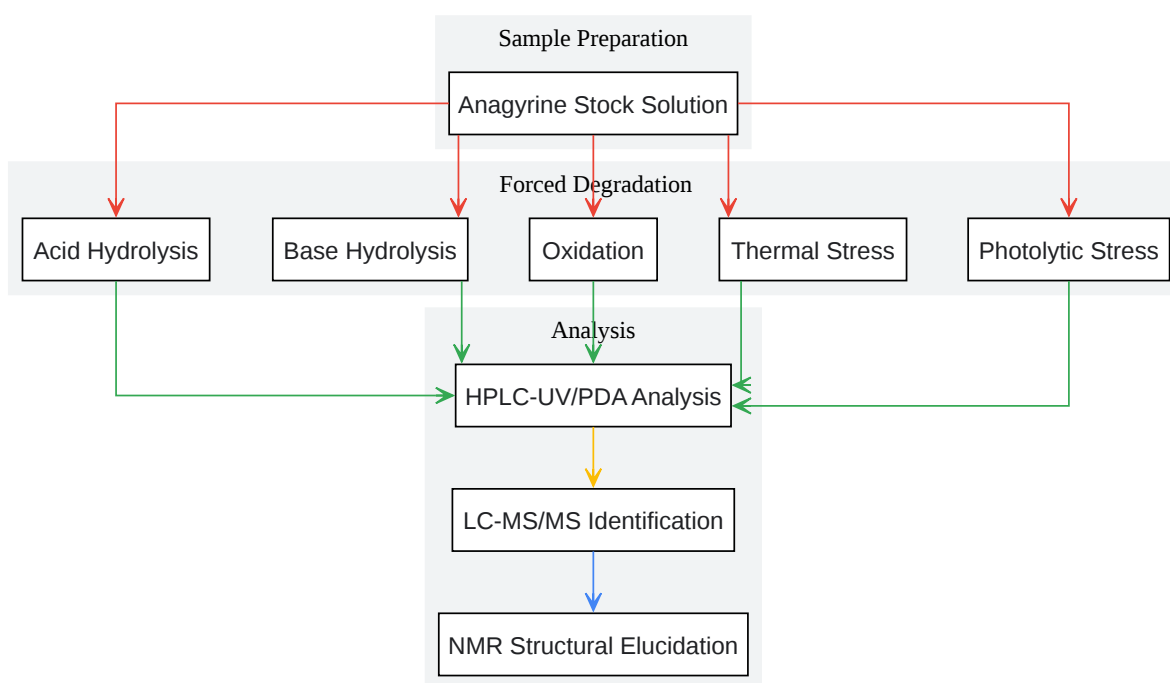 Sample Preparation
Anagyrine Stock Solution
Forced Degradation
Acid Hydrolysis
Base Hydrolysis
Oxidation
Thermal Stress
Photolytic Stress
Analysis
HPLC-UV/PDA Analysis
LC-MS/MS Identification
NMR Structural Elucidation